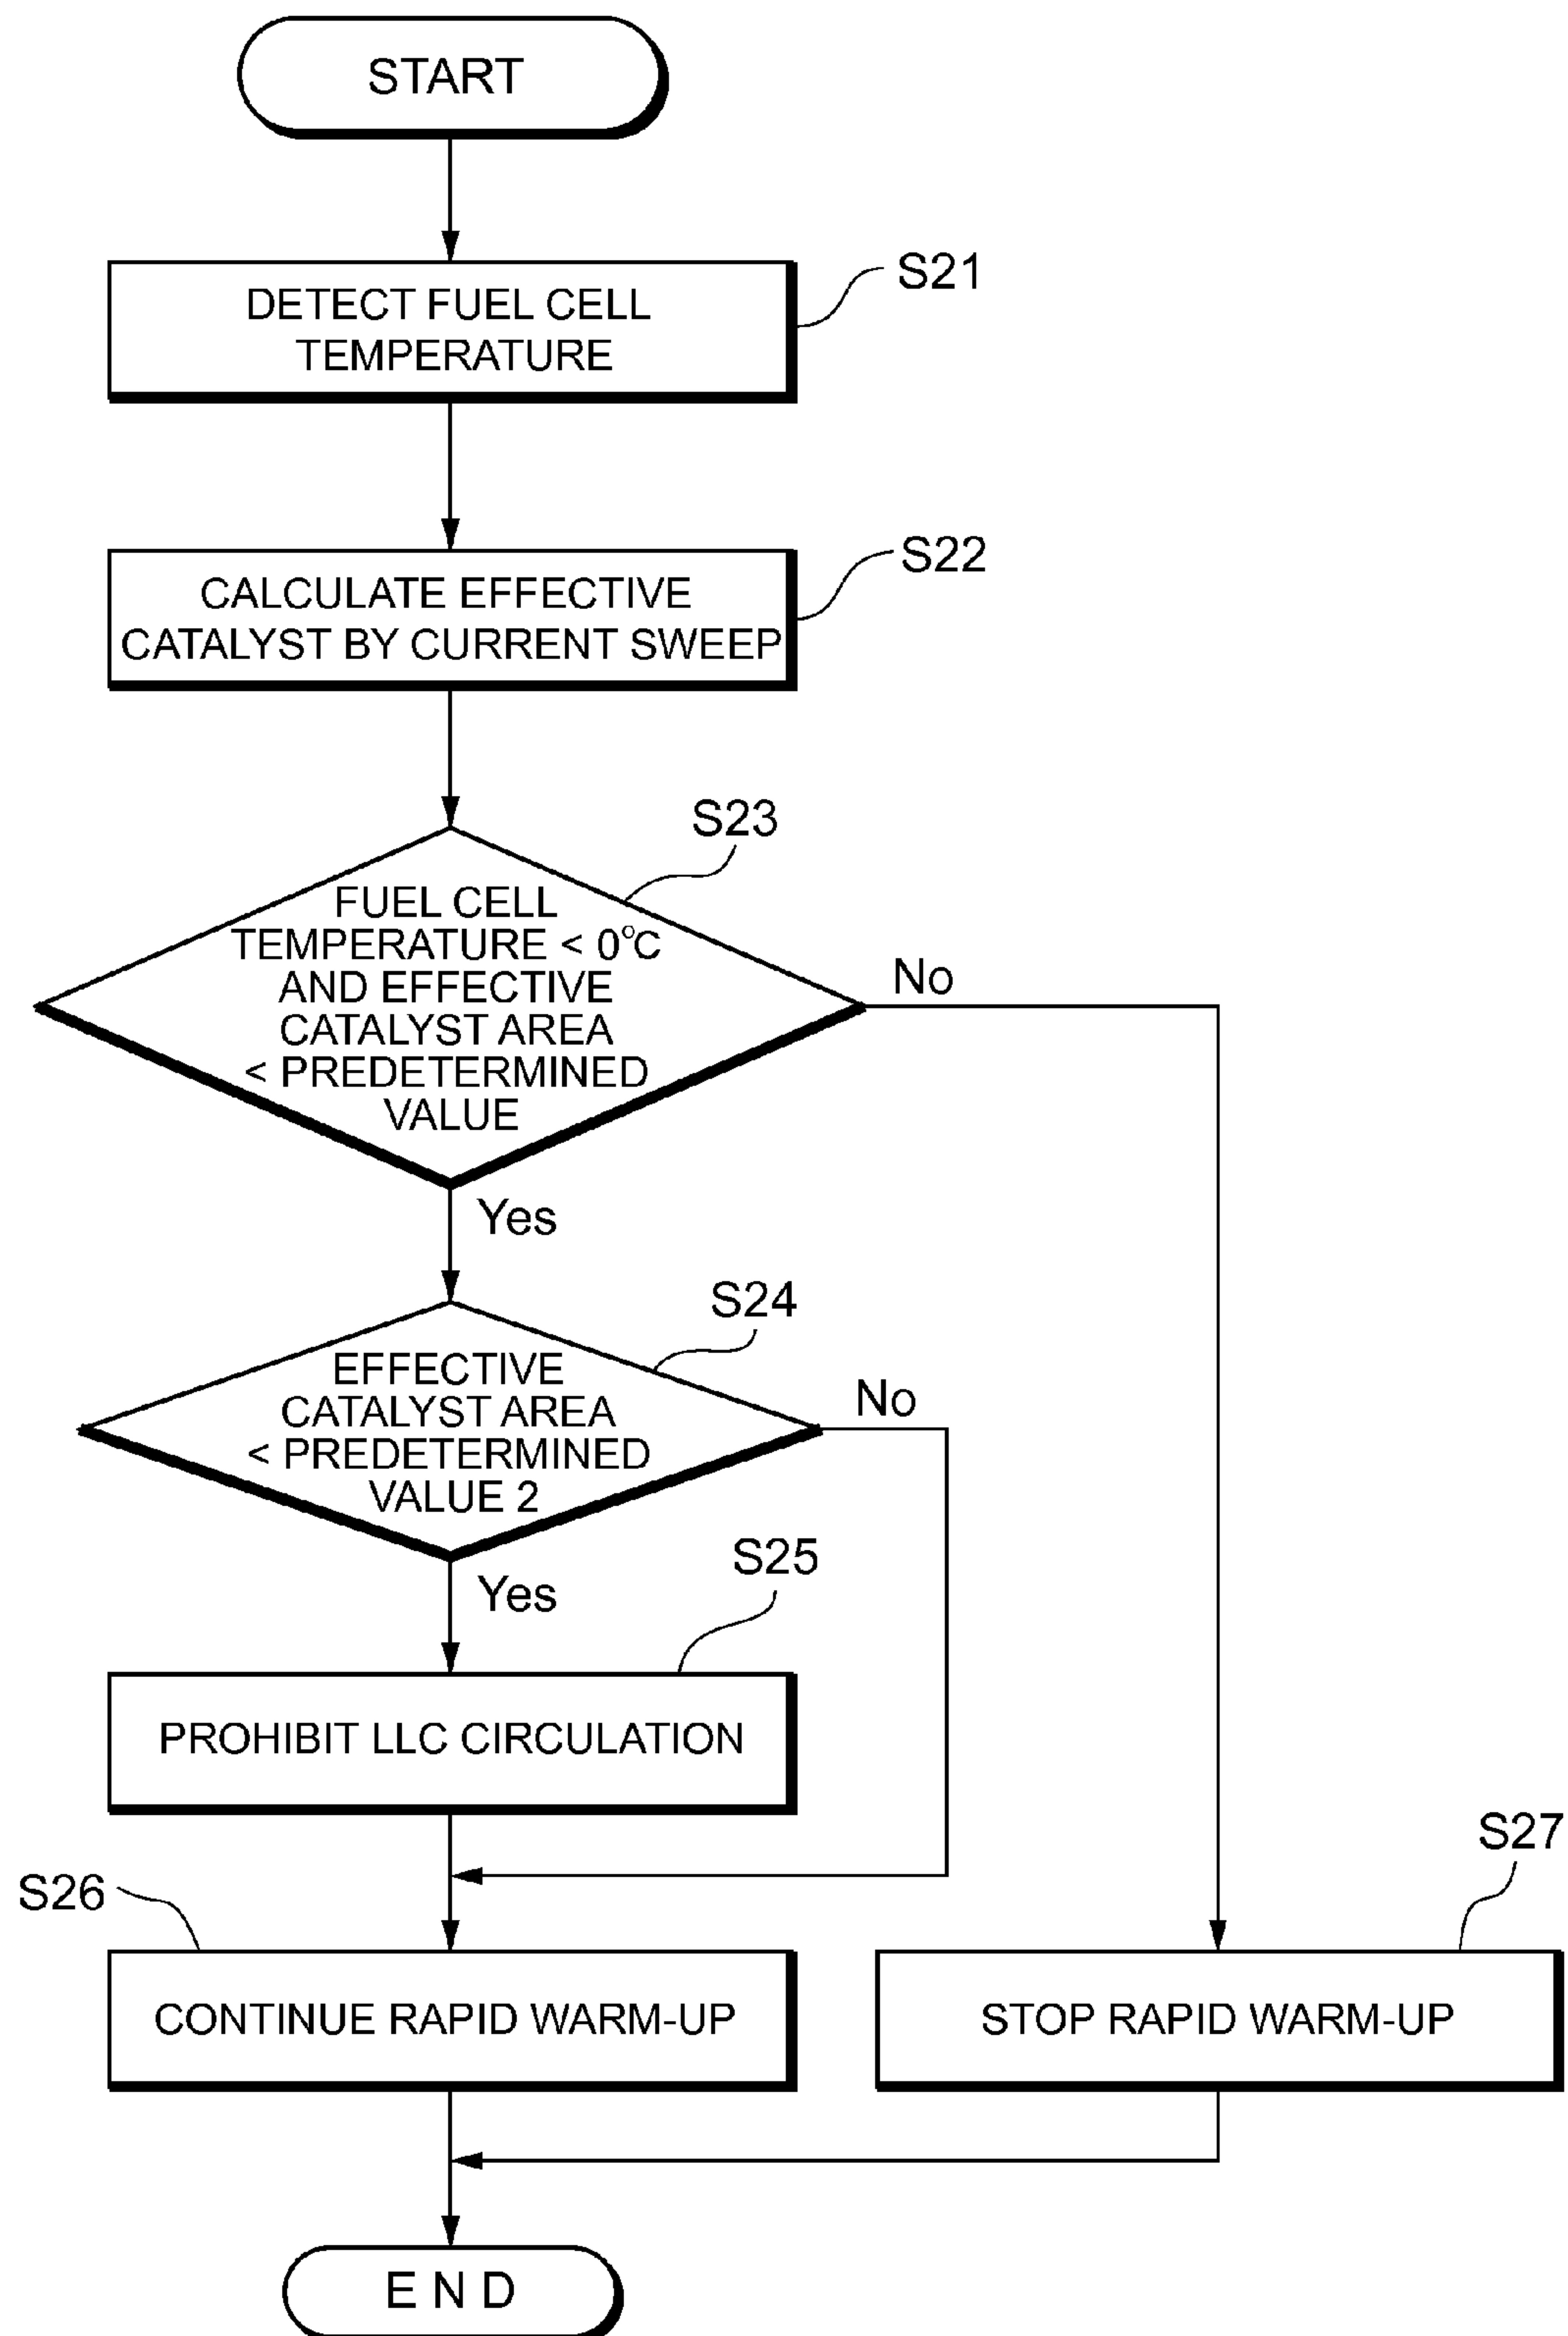 START
S21
DETECT FUEL CELL
TEMPERATURE
S22
CALCULATE EFFECTIVE
CATALYST BY CURRENT SWEEP
S23
FUEL CELL
TEMPERATURE < 0°C
AND EFFECTIVE
CATALYST AREA
< PREDETERMINED
VALUE
No
Yes
S24
EFFECTIVE
CATALYST AREA
< PREDETERMINED
VALUE 2
No
Yes
S25
PROHIBIT LLC CIRCULATION
S26
CONTINUE RAPID WARM-UP
S27
STOP RAPID WARM-UP
END